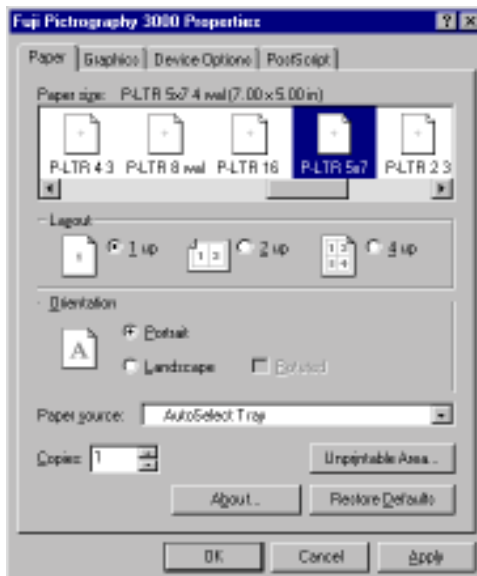 Fuji Pictrography 3000 Properties
Paper Graphics Device Options PostScript
Paper size: P-LTR 5x7 4 wal (7.00 x 5.00 in)
P-LTR 4 3 P-LTR 8 wal P-LTR 16 P-LTR 5x7 P-LTR 2 3
Layout
1 up 2 up 4 up
Orientation
A Portrait
Landscape Rotated
Paper source: AutoSelect Tray
Copies: 1 Unprintable Area...
About... Restore Defaults
OK Cancel Apply